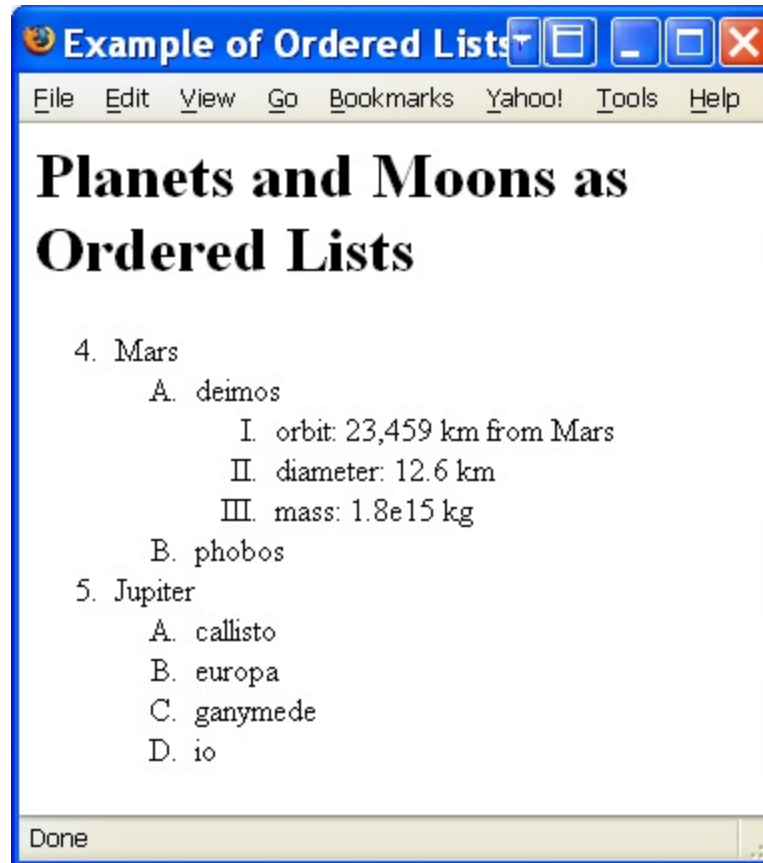 Example of Ordered Lists
File Edit View Go Bookmarks Yahoo! Tools Help
Planets and Moons as
Ordered Lists
4. Mars
A. deimos
I. orbit: 23,459 km from Mars
II. diameter: 12.6 km
III. mass: 1.8e15 kg
B. phobos
5. Jupiter
A. callisto
B. europa
C. ganymede
D. io
Done